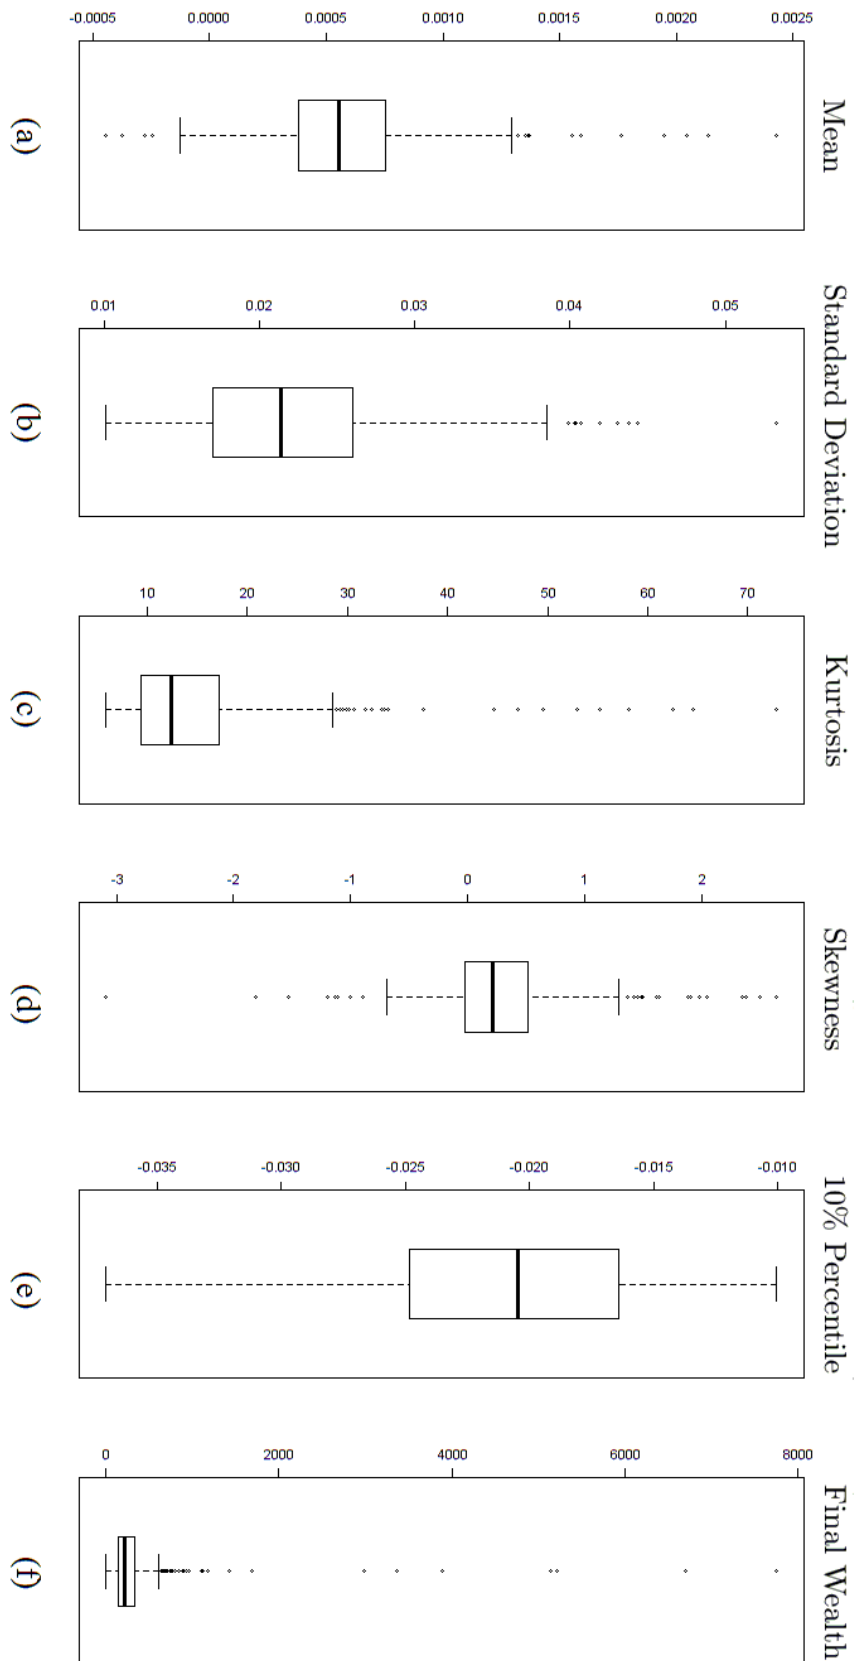 -0.0005 0.0000 0.0005 0.0010 0.0015 0.0020 0.0025
Mean
(a)
0.01 0.02 0.03 0.04 0.05
Standard Deviation
(b)
10 20 30 40 50 60 70
Kurtosis
(c)
-3 -2 -1 0 1 2
Skewness
(d)
-0.035 -0.030 -0.025 -0.020 -0.015 -0.010
10% Percentile
(e)
0 2000 4000 6000 8000
Final Wealth
(f)